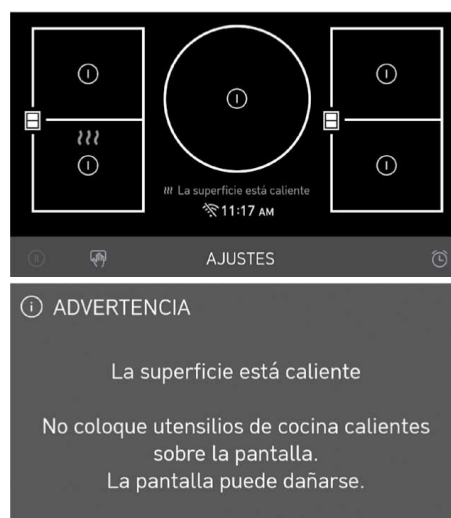 La superficie está caliente
11:17 AM
AJUSTES
ADVERTENCIA
La superficie está caliente
No coloque utensilios de cocina calientes
sobre la pantalla.
La pantalla puede dañarse.